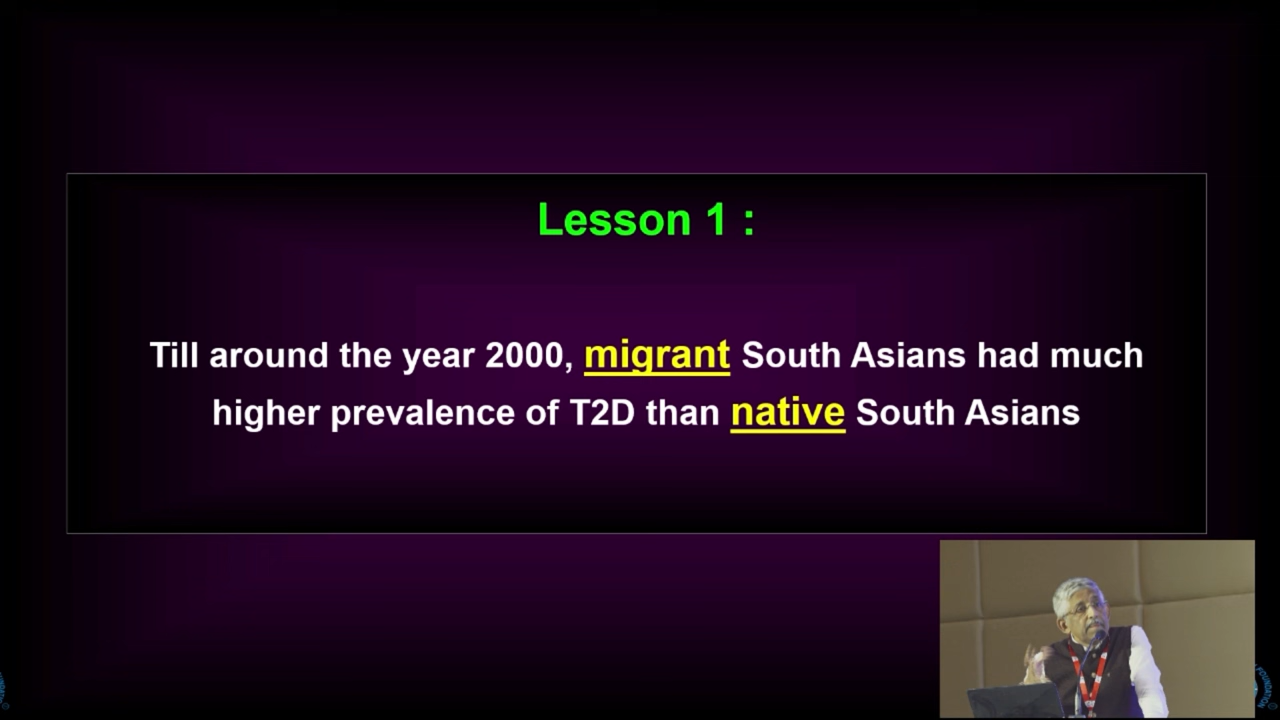 Lesson 1 :
Till around the year 2000, migrant South Asians had much
higher prevalence of T2D than native South Asians